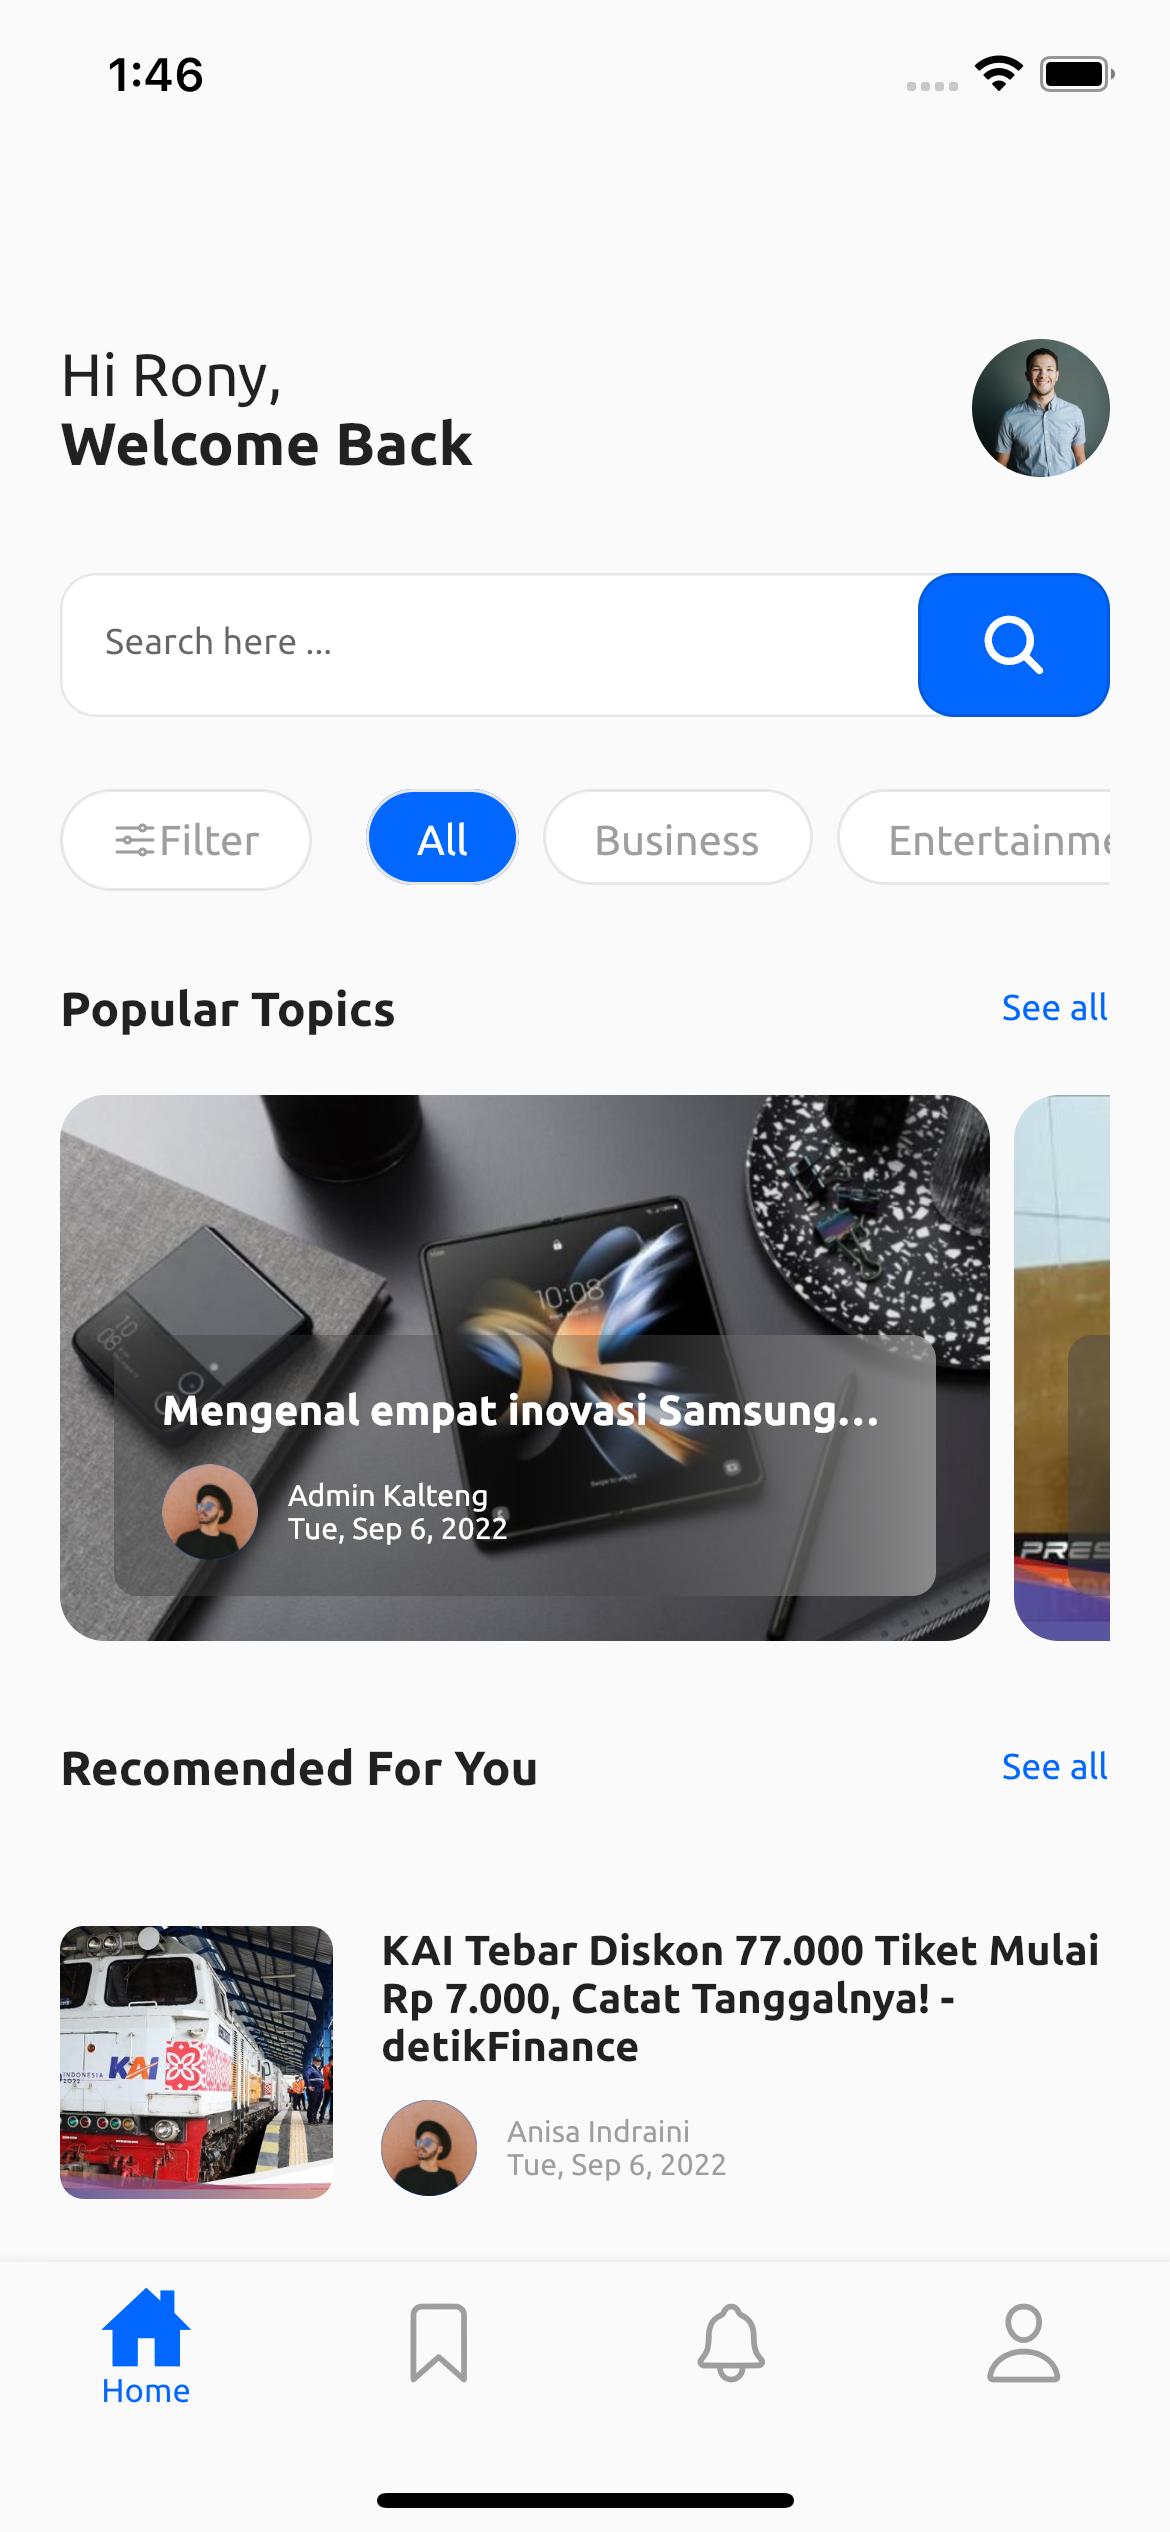 1:46
Hi Rony,
Welcome Back
Search here ...
Filter
All
Business
Entertainme
Popular Topics
See all
10:08
Mengenal empat inovasi Samsung...
Admin Kalteng
Tue, Sep 6, 2022
PRES
Recomended For You
See all
KAI
INDONESIA
2022
KAI Tebar Diskon 77.000 Tiket Mulai
Rp 7.000, Catat Tanggalnya! -
detikFinance
Anisa Indraini
Tue, Sep 6, 2022
Home